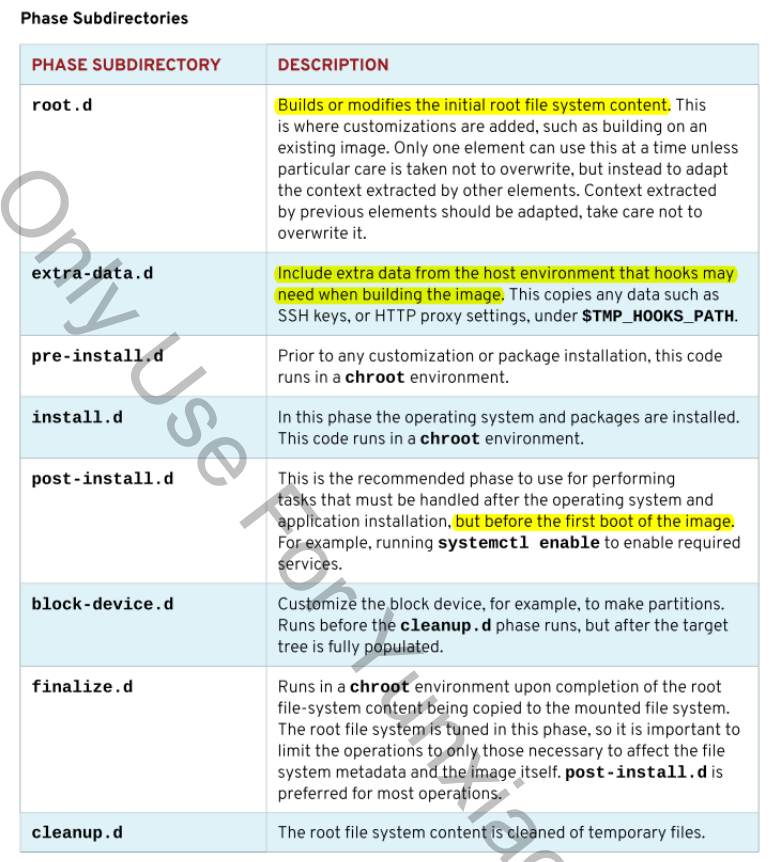 Phase Subdirectories
PHASE SUBDIRECTORY DESCRIPTION
root.d Builds or modifies the initial root file system content. This
is where customizations are added, such as building on an
existing image. Only one element can use this at a time unless
particular care is taken not to overwrite, but instead to adapt
the context extracted by other elements. Context extracted
by previous elements should be adapted, take care not to
overwrite it.
extra-data.d Include extra data from the host environment that hooks may
need when building the image. This copies any data such as
SSH keys, or HTTP proxy settings, under $TMP_HOOKS_PATH.
pre-install.d Prior to any customization or package installation, this code
runs in a chroot environment.
install.d In this phase the operating system and packages are installed.
This code runs in a chroot environment.
post-install.d This is the recommended phase to use for performing
tasks that must be handled after the operating system and
application installation, but before the first boot of the image.
For example, running systemctl enable to enable required
services.
block-device.d Customize the block device, for example, to make partitions.
Runs before the cleanup.d phase runs, but after the target
tree is fully populated.
finalize.d Runs in a chroot environment upon completion of the root
file-system content being copied to the mounted file system.
The root file system is tuned in this phase, so it is important to
limit the operations to only those necessary to affect the file
system metadata and the image itself. post-install.d is
preferred for most operations.
cleanup.d The root file system content is cleaned of temporary files.
Only Use For Yunxiao